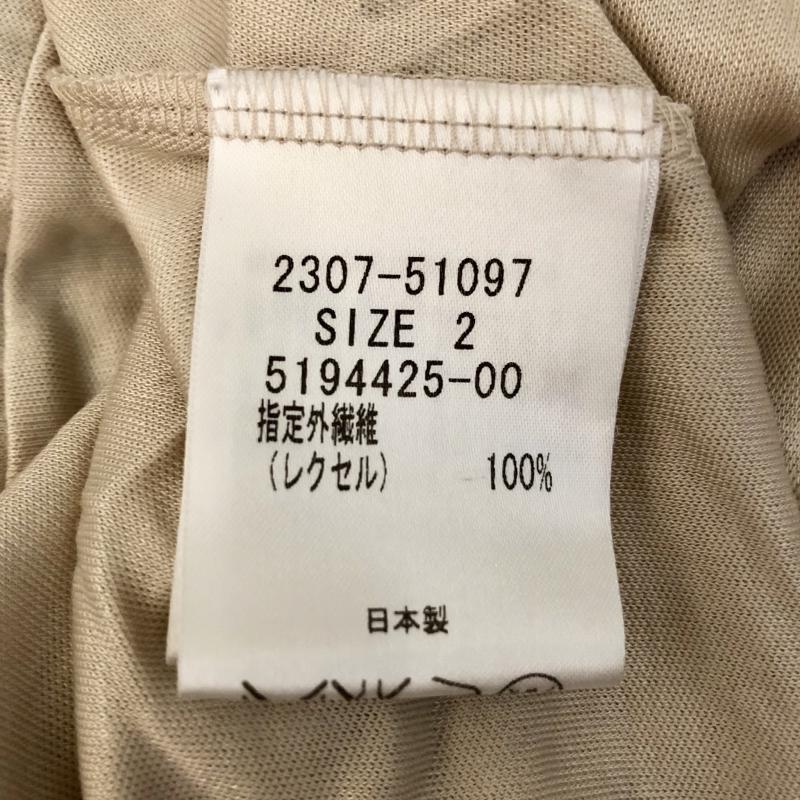 2307-51097
SIZE 2
5194425-00
指定外繊維
(レクセル) 100%
日本製